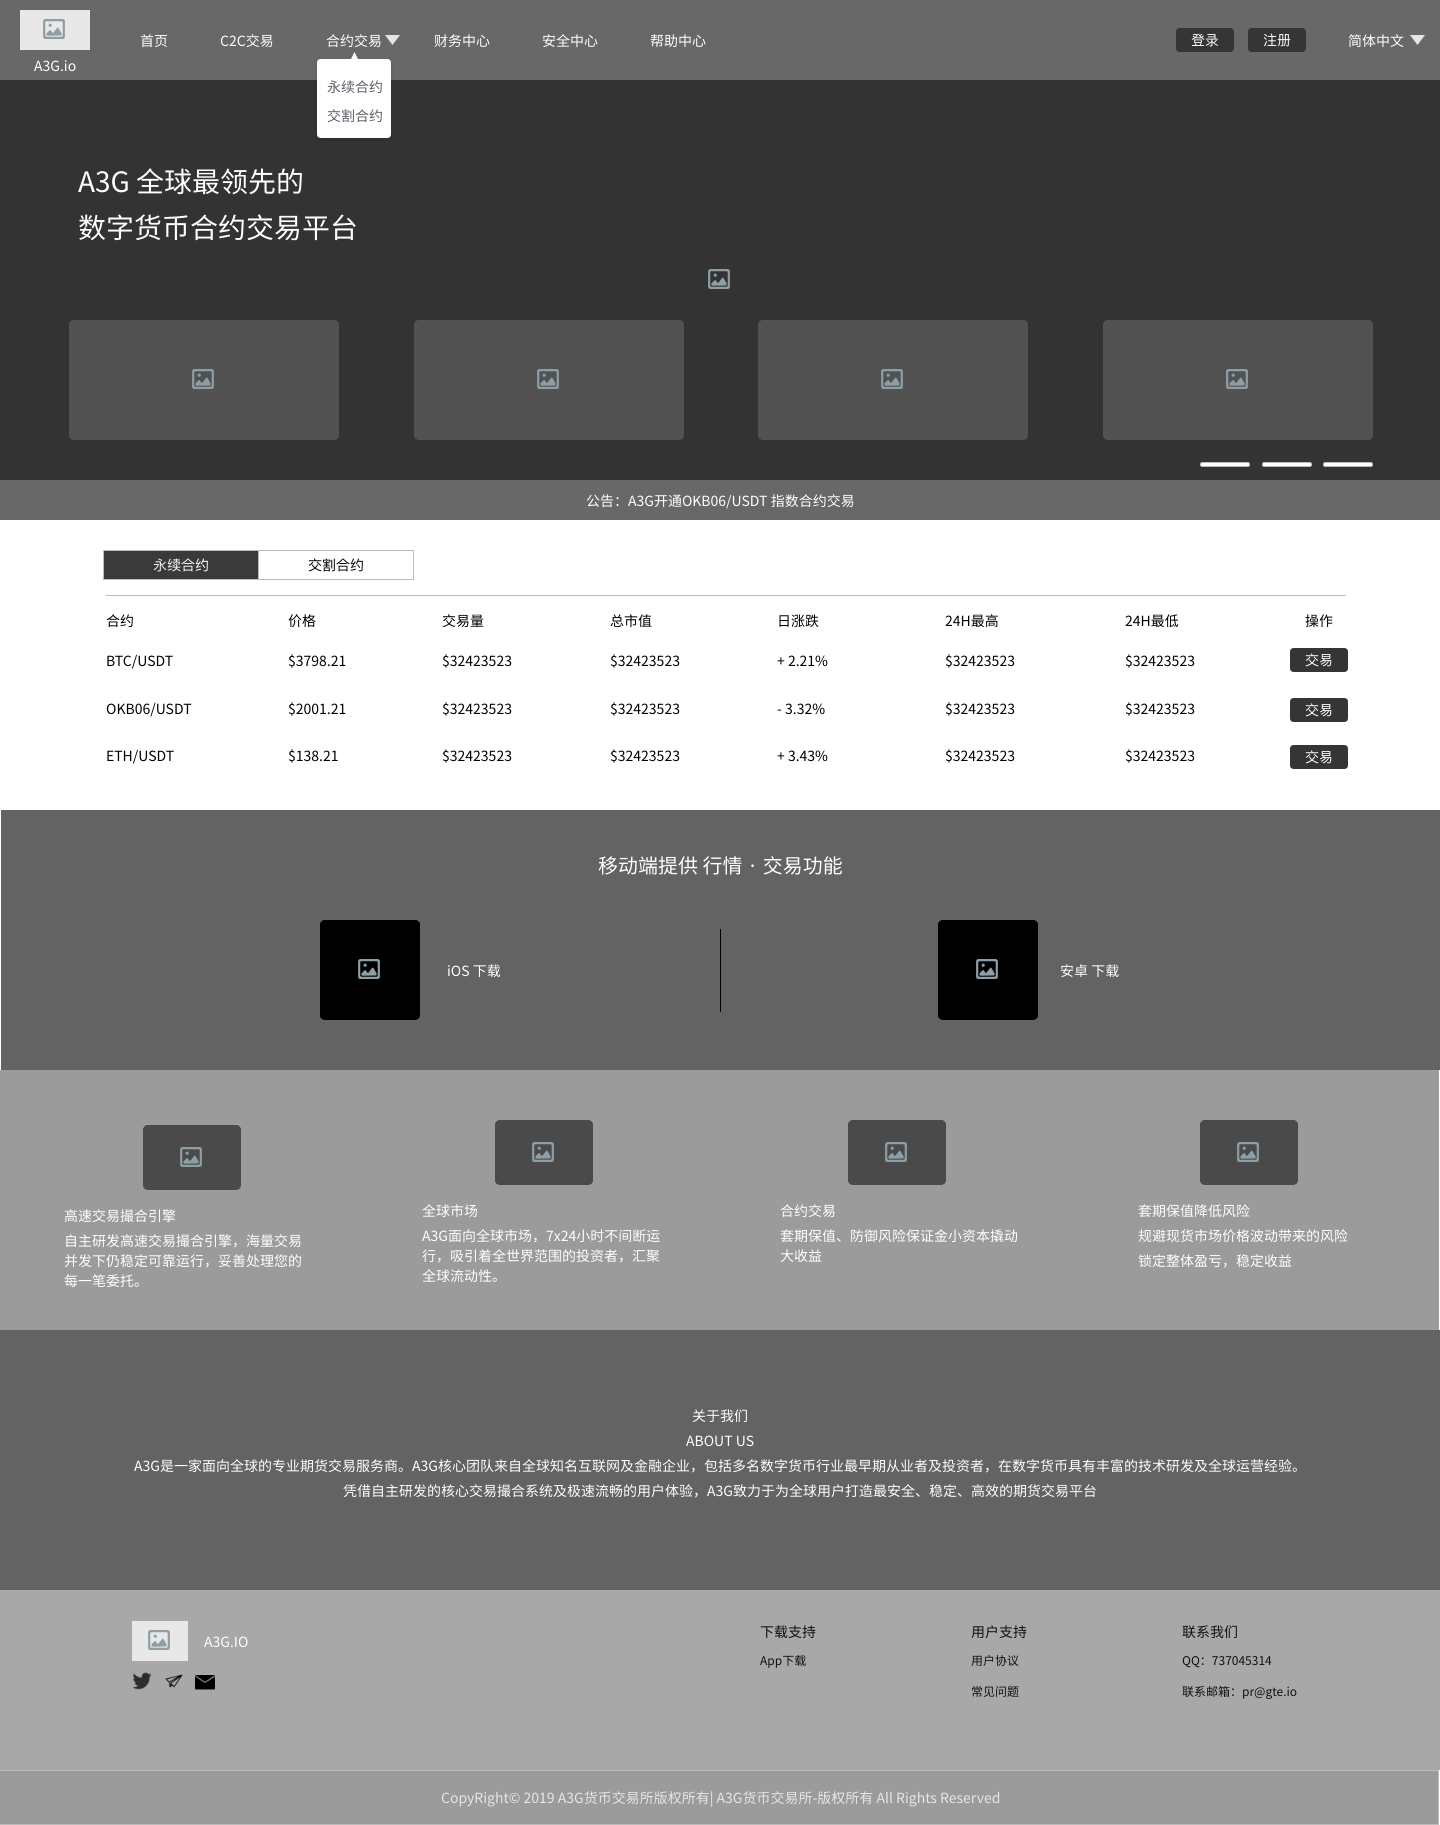 A3G.io
首页 C2C交易 合约交易 财务中心 安全中心 帮助中心 登录 注册 简体中文
永续合约
交割合约
A3G 全球最领先的
数字货币合约交易平台
公告：A3G开通OKB06/USDT 指数合约交易
永续合约 交割合约
合约 价格 交易量 总市值 日涨跌 24H最高 24H最低 操作
BTC/USDT $3798.21 $32423523 $32423523 + 2.21% $32423523 $32423523 交易
OKB06/USDT $2001.21 $32423523 $32423523 - 3.32% $32423523 $32423523 交易
ETH/USDT $138.21 $32423523 $32423523 + 3.43% $32423523 $32423523 交易
移动端提供 行情 · 交易功能
iOS 下载
安卓 下载
高速交易撮合引擎
自主研发高速交易撮合引擎，海量交易
并发下仍稳定可靠运行，妥善处理您的
每一笔委托。
全球市场
A3G面向全球市场，7x24小时不间断运
行，吸引着全世界范围的投资者，汇聚
全球流动性。
合约交易
套期保值、防御风险保证金小资本撬动
大收益
套期保值降低风险
规避现货市场价格波动带来的风险
锁定整体盈亏，稳定收益
关于我们
ABOUT US
A3G是一家面向全球的专业期货交易服务商。A3G核心团队来自全球知名互联网及金融企业，包括多名数字货币行业最早期从业者及投资者，在数字货币具有丰富的技术研发及全球运营经验。
凭借自主研发的核心交易撮合系统及极速流畅的用户体验，A3G致力于为全球用户打造最安全、稳定、高效的期货交易平台
A3G.IO
下载支持
App下载
用户支持
用户协议
常见问题
联系我们
QQ：737045314
联系邮箱：pr@gte.io
CopyRight© 2019 A3G货币交易所版权所有| A3G货币交易所-版权所有 All Rights Reserved